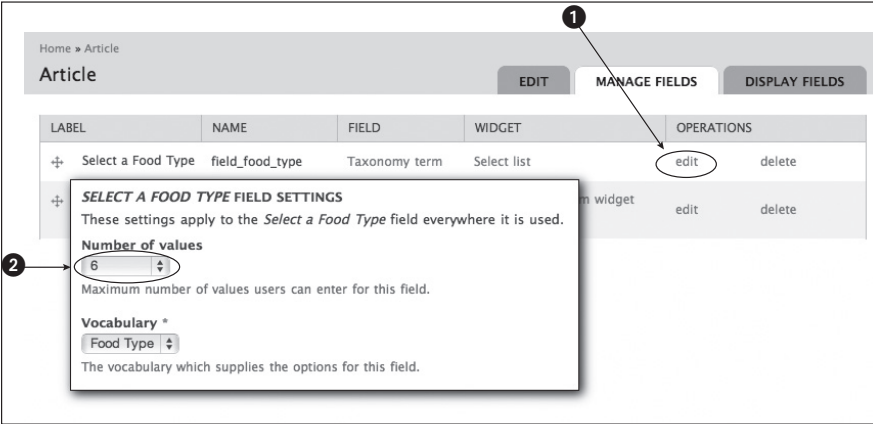 1
Home » Article
Article
EDIT MANAGE FIELDS DISPLAY FIELDS
LABEL NAME FIELD WIDGET OPERATIONS
Select a Food Type field_food_type Taxonomy term Select list edit delete
widget
edit delete
SELECT A FOOD TYPE FIELD SETTINGS
These settings apply to the Select a Food Type field everywhere it is used.
Number of values
2
6
Maximum number of values users can enter for this field.
Vocabulary *
Food Type
The vocabulary which supplies the options for this field.